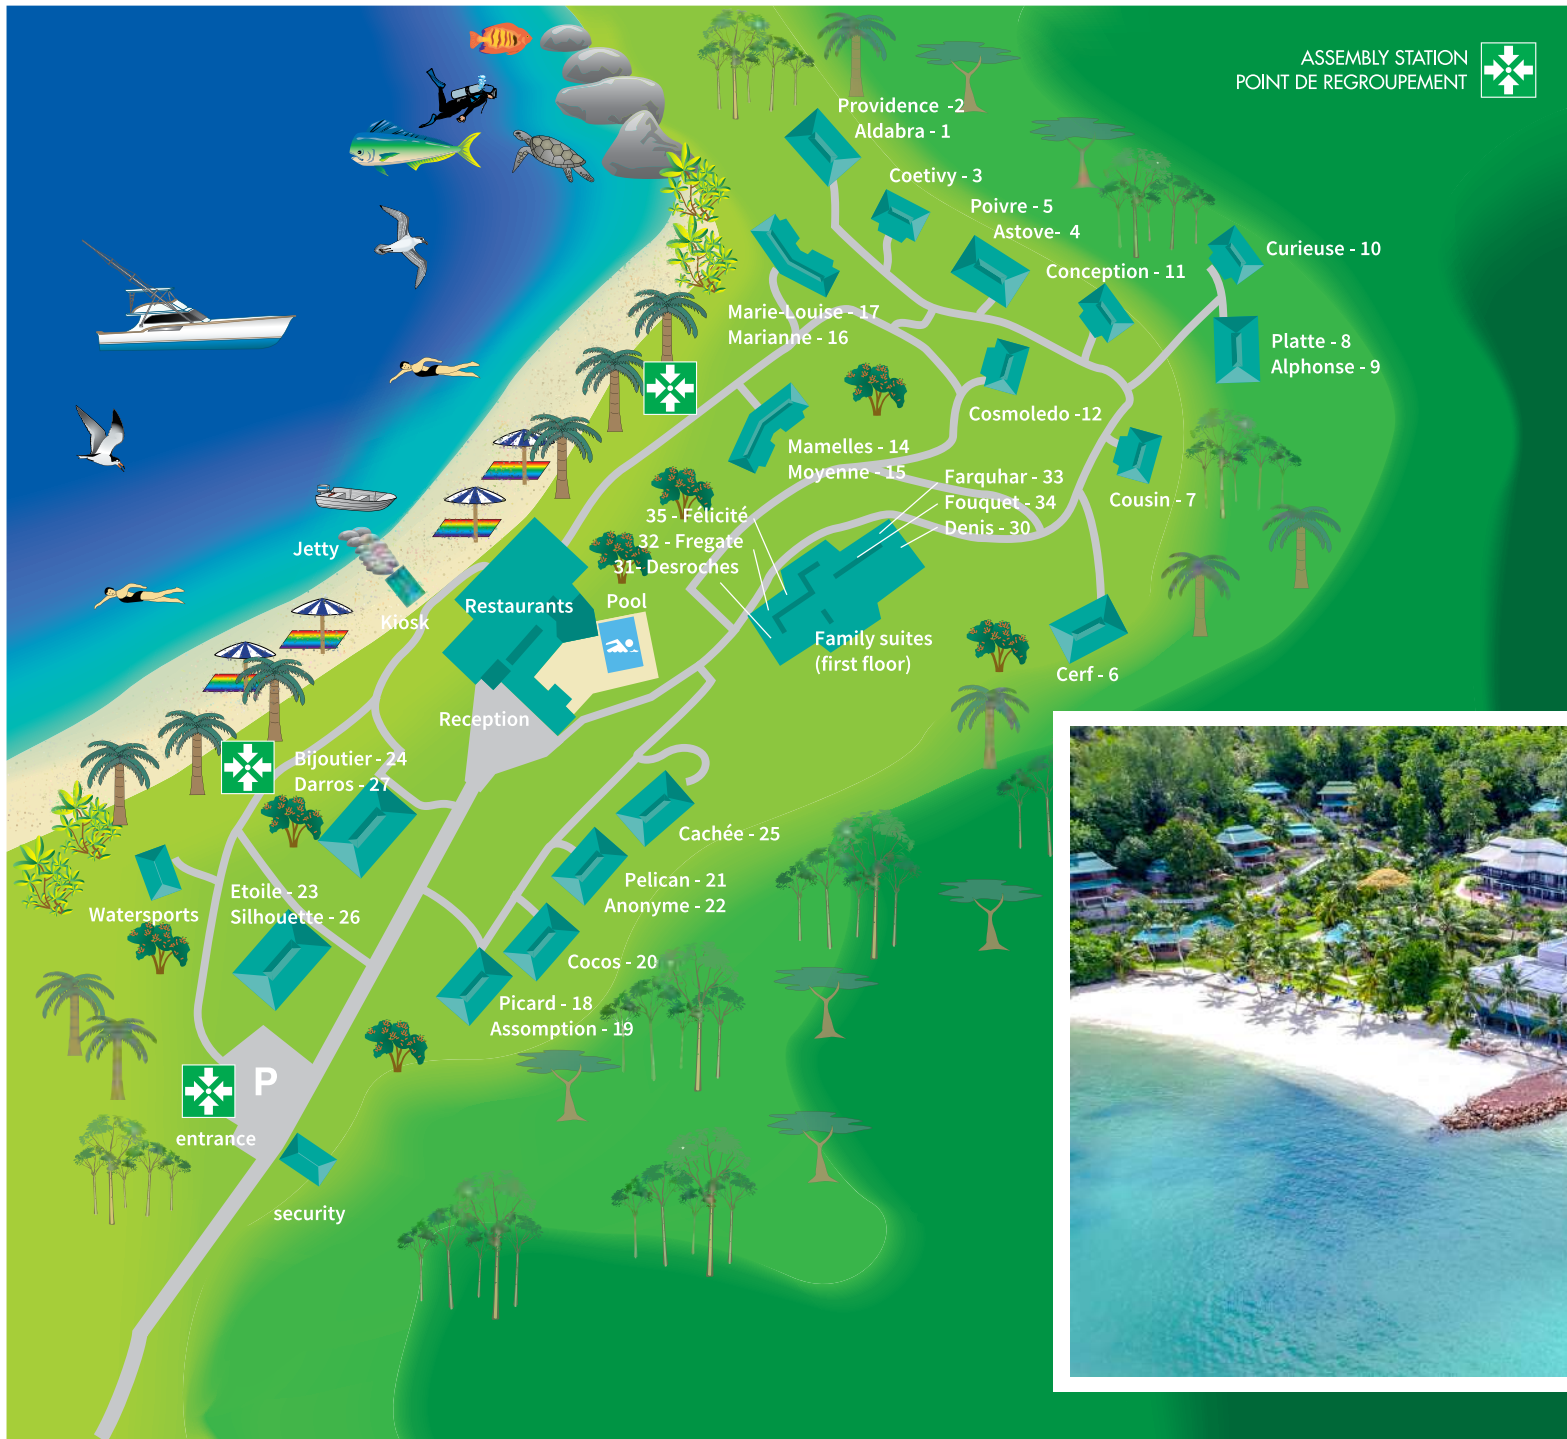 ASSEMBLY STATION
POINT DE REGROUPEMENT
Providence -2
Aldabra - 1
Coetivy - 3
Poivre - 5
Astove- 4
Curieuse - 10
Conception - 11
Marie-Louise - 17
Marianne - 16
Platte - 8
Alphonse - 9
Cosmoledo -12
Mamelles - 14
Moyenne - 15
Farquhar - 33
Fouquet - 34
Denis - 30
Cousin - 7
35 - Félicité
32 - Fregate
31- Desroches
Jetty
Kiosk
Restaurants
Pool
Family suites
(first floor)
Cerf - 6
Reception
Bijoutier - 24
Darros - 27
Cachée - 25
Pelican - 21
Anonyme - 22
Etoile - 23
Silhouette - 26
Watersports
Cocos - 20
Picard - 18
Assomption - 19
P
entrance
security